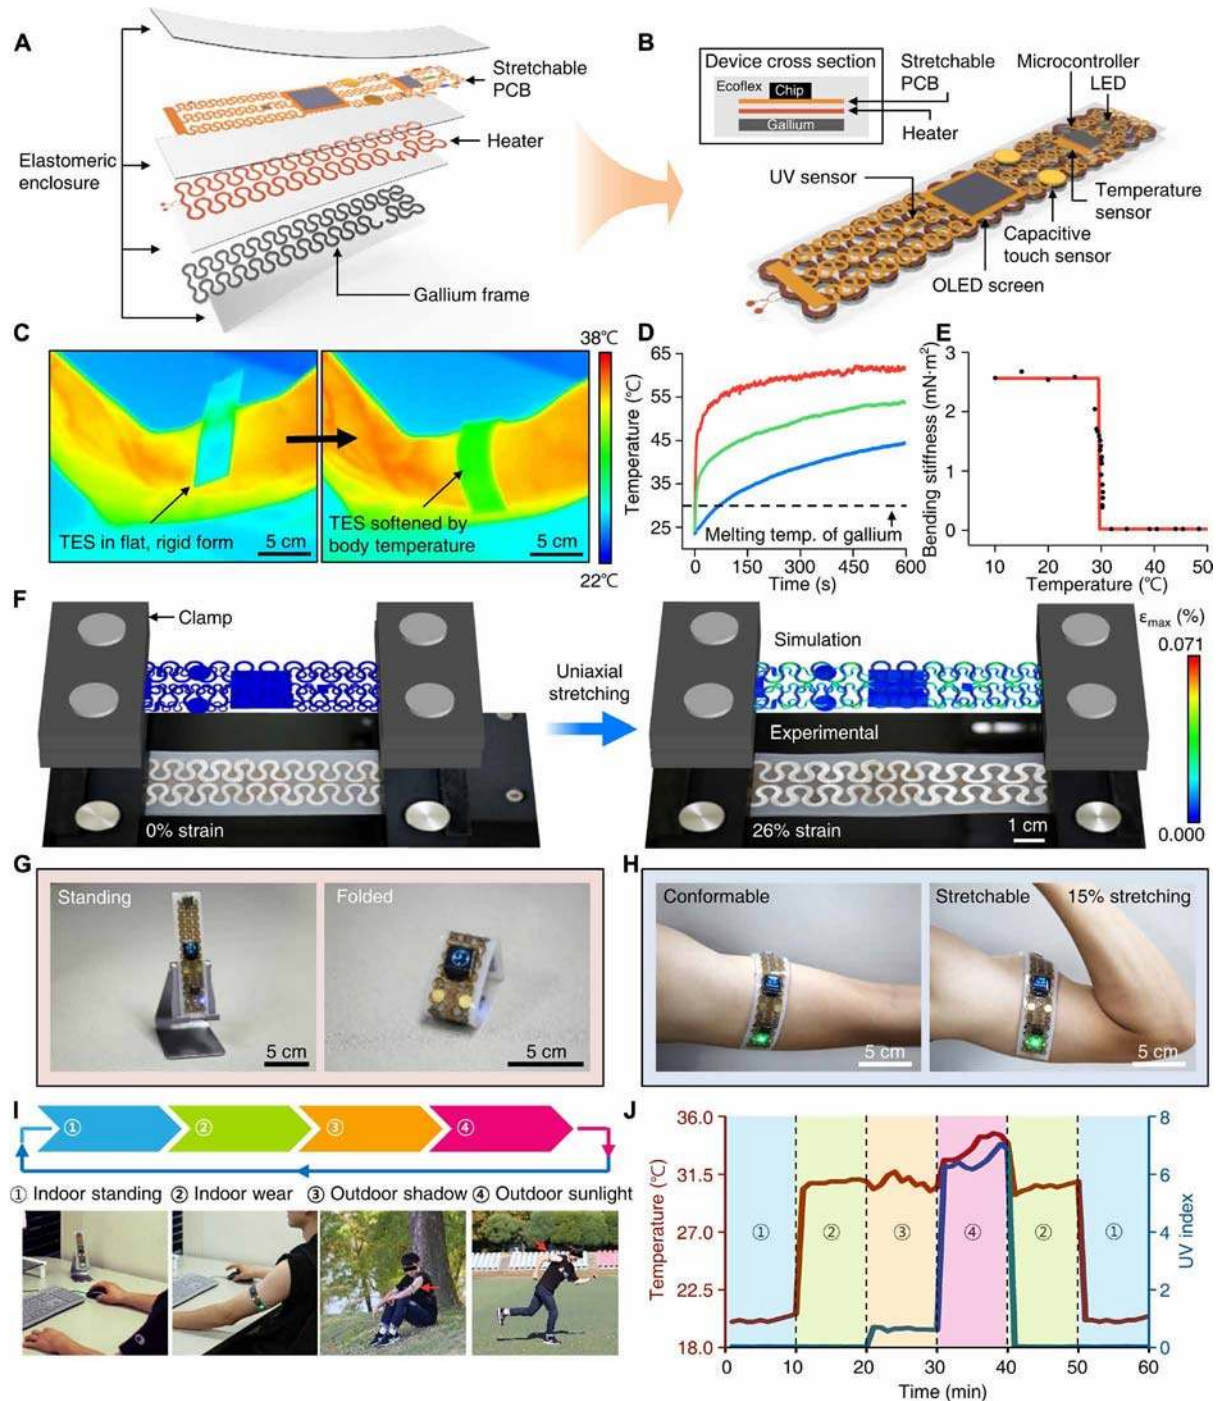 A
Stretchable
PCB
Heater
Elastomeric
enclosure
Gallium frame
B
Device cross section
Ecoflex
Chip
Gallium
Stretchable
PCB
Heater
Microcontroller
LED
UV sensor
Temperature
sensor
Capacitive
touch sensor
OLED screen
C
TES in flat, rigid form
5 cm
TES softened by
body temperature
5 cm
38℃
22℃
D
Temperature (℃)
65
55
45
35
25
Melting temp. of gallium
0
150
300
450
600
Time (s)
E
Bending stiffness (mN·m²)
3
2
1
0
10
20
30
40
50
Temperature (℃)
F
Clamp
0% strain
Uniaxial
stretching
Simulation
Experimental
26% strain
1 cm
εmax (%)
0.071
0.000
G
Standing
5 cm
Folded
5 cm
H
Conformable
5 cm
Stretchable
15% stretching
5 cm
I
①
②
③
④
① Indoor standing
② Indoor wear
③ Outdoor shadow
④ Outdoor sunlight
J
Temperature (℃)
36.0
31.5
27.0
22.5
18.0
①
②
③
④
②
①
8
6
4
2
0
UV index
0
10
20
30
40
50
60
Time (min)